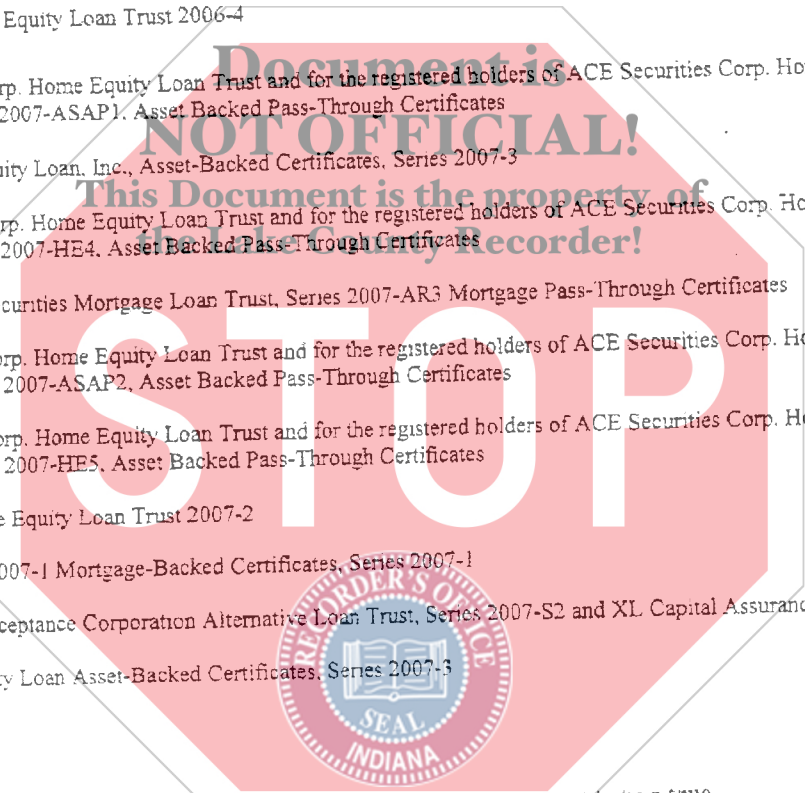 Equity Loan Trust 2006-4
Document is
rp. Home Equity Loan Trust and for the registered holders of ACE Securities Corp. Ho
2007-ASAP1, Asset Backed Pass-Through Certificates
NOT OFFICIAL!
ity Loan, Inc., Asset-Backed Certificates, Series 2007-3
This Document is the property of
rp. Home Equity Loan Trust and for the registered holders of ACE Securities Corp. Ho
2007-HE4, Asset Backed Pass-Through Certificates
the Lake County Recorder!
curities Mortgage Loan Trust, Series 2007-AR3 Mortgage Pass-Through Certificates
orp. Home Equity Loan Trust and for the registered holders of ACE Securities Corp. Ho
2007-ASAP2, Asset Backed Pass-Through Certificates
STOP
orp. Home Equity Loan Trust and for the registered holders of ACE Securities Corp. Ho
2007-HE5, Asset Backed Pass-Through Certificates
e Equity Loan Trust 2007-2
007-1 Mortgage-Backed Certificates, Series 2007-1
ceptance Corporation Alternative Loan Trust, Series 2007-S2 and XL Capital Assuranc
ty Loan Asset-Backed Certificates, Series 2007-3
RECORDER'S OFFICE
SEAL
INDIANA